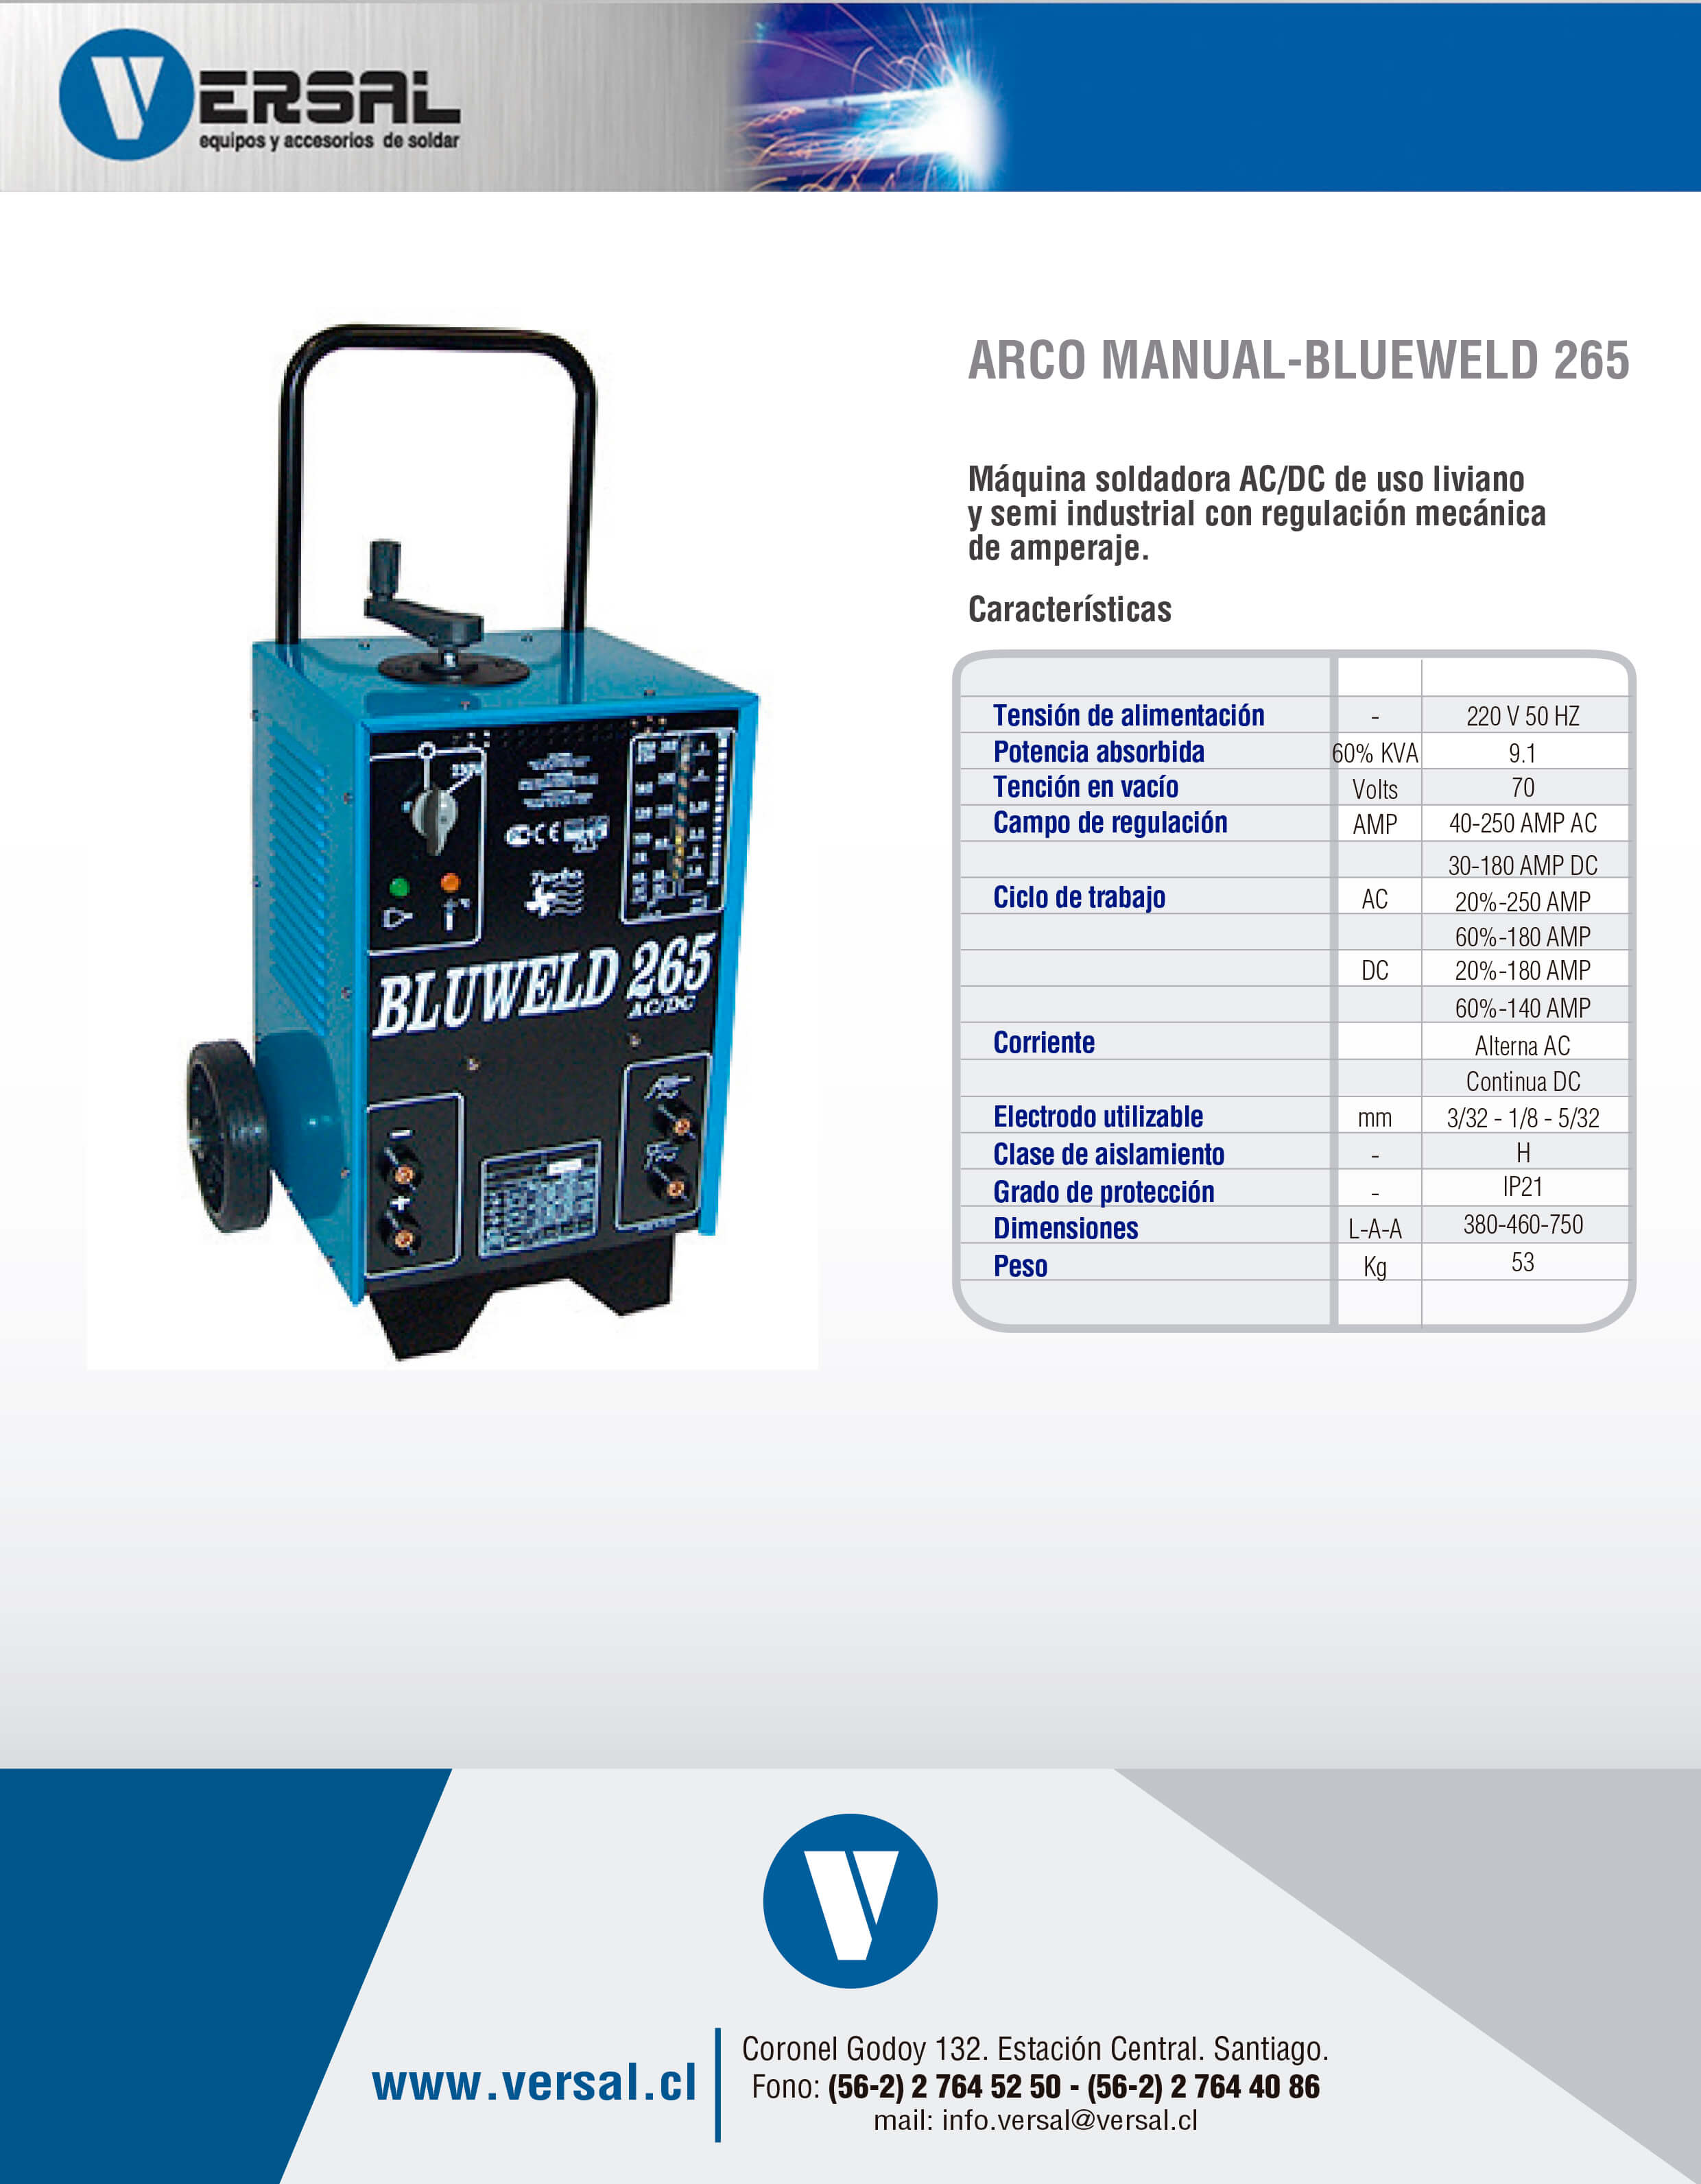 VERSAL
equipos y accesorios de soldar
ARCO MANUAL-BLUEWELD 265
Máquina soldadora AC/DC de uso liviano
y semi industrial con regulación mecánica
de amperaje.
Características
Tensión de alimentación - 220 V 50 HZ
Potencia absorbida 60% KVA 9.1
Tención en vacío Volts 70
Campo de regulación AMP 40-250 AMP AC
30-180 AMP DC
Ciclo de trabajo AC 20%-250 AMP
60%-180 AMP
DC 20%-180 AMP
60%-140 AMP
Corriente Alterna AC
Continua DC
Electrodo utilizable mm 3/32 - 1/8 - 5/32
Clase de aislamiento - H
Grado de protección - IP21
Dimensiones L-A-A 380-460-750
Peso Kg 53
Turbo
BLUWELD 265
AC/DC
-
+
www.versal.cl
Coronel Godoy 132. Estación Central. Santiago.
Fono: (56-2) 2 764 52 50 - (56-2) 2 764 40 86
mail: info.versal@versal.cl